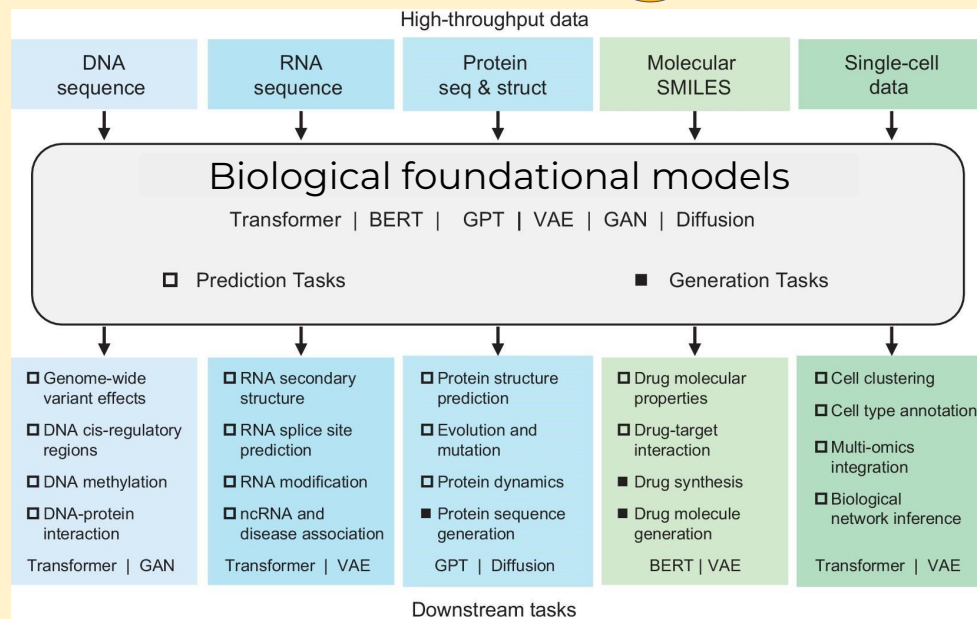 High-throughput data
DNA
sequence
RNA
sequence
Protein
seq & struct
Molecular
SMILES
Single-cell
data
Biological foundational models
Transformer | BERT | GPT | VAE | GAN | Diffusion
Prediction Tasks
Generation Tasks
Genome-wide
variant effects
DNA cis-regulatory
regions
DNA methylation
DNA-protein
interaction
Transformer | GAN
RNA secondary
structure
RNA splice site
prediction
RNA modification
ncRNA and
disease association
Transformer | VAE
Protein structure
prediction
Evolution and
mutation
Protein dynamics
Protein sequence
generation
GPT | Diffusion
Drug molecular
properties
Drug-target
interaction
Drug synthesis
Drug molecule
generation
BERT | VAE
Cell clustering
Cell type annotation
Multi-omics
integration
Biological
network inference
Transformer | VAE
Downstream tasks